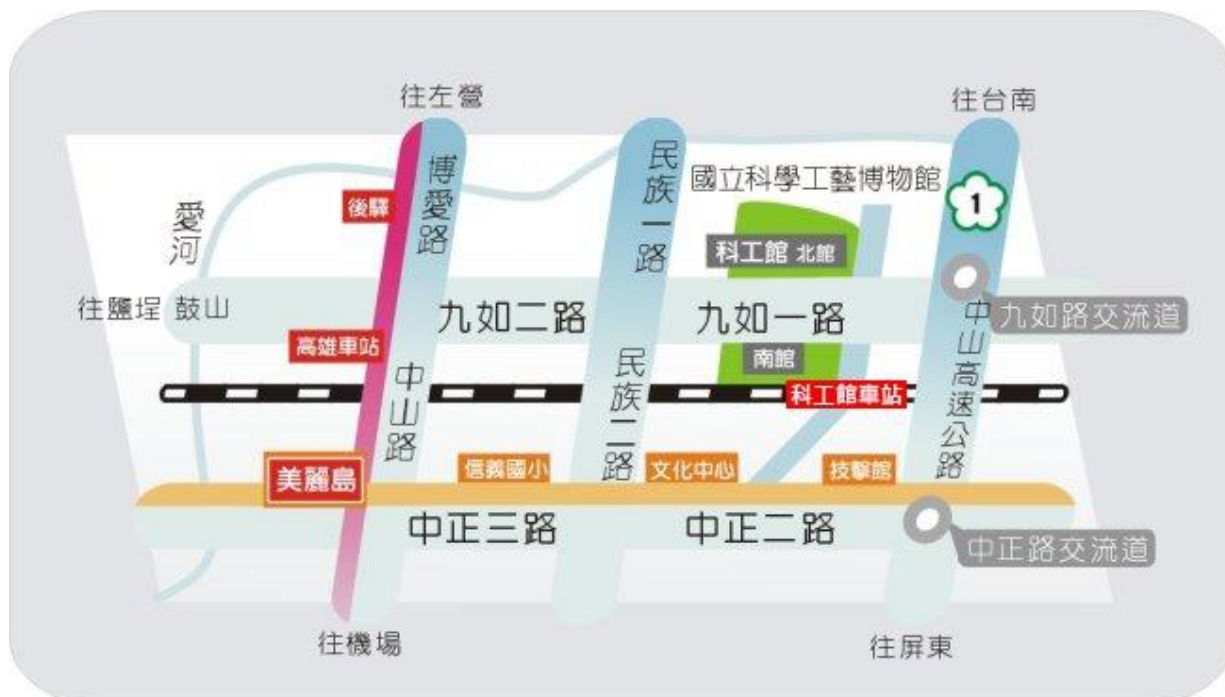 往左營
往台南
博愛路
民族一路
國立科學工藝博物館
1
後驛
愛河
科工館 北館
往鹽埕 鼓山
九如二路
九如一路
九如路交流道
中山高速公路
高雄車站
南館
中山路
民族二路
科工館車站
美麗島
信義國小
文化中心
技擊館
中正三路
中正二路
中正路交流道
往機場
往屏東